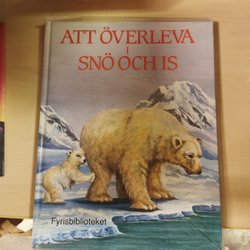 ATT ÖVERLEVA
I
SNÖ OCH IS
Fyrisbiblioteket